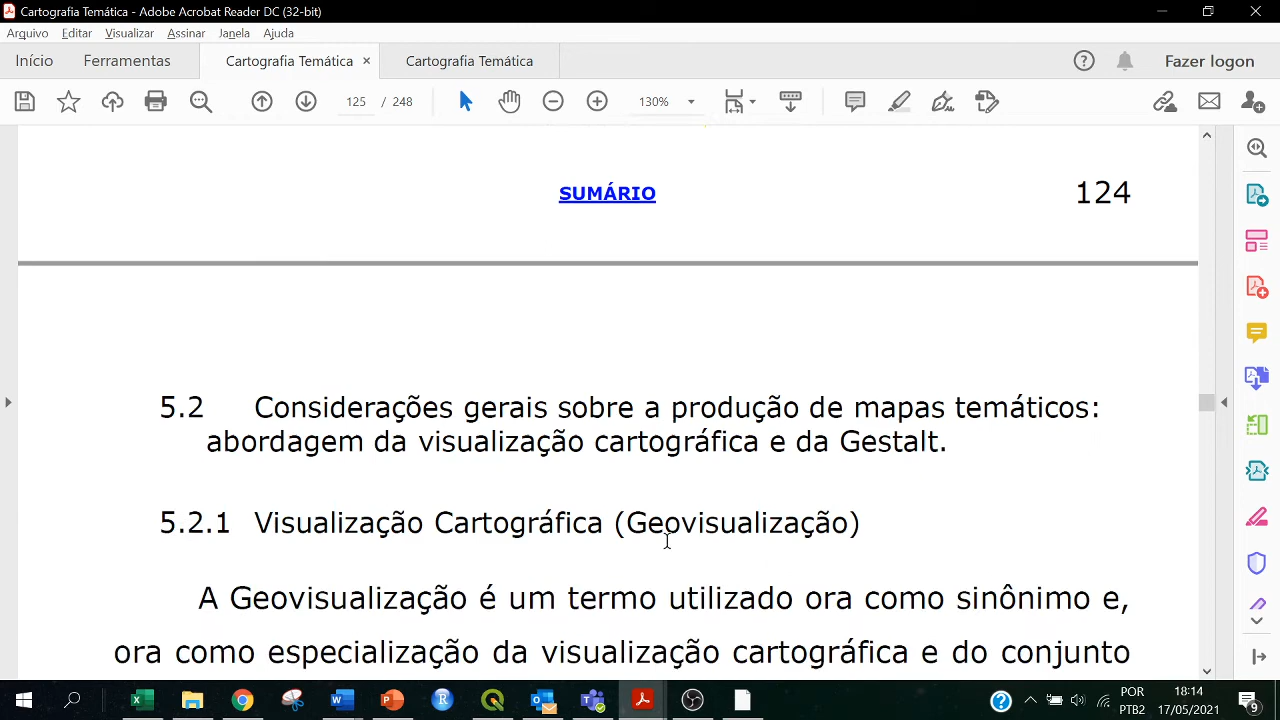 Cartografia Temática - Adobe Acrobat Reader DC (32-bit)
Arquivo Editar Visualizar Assinar Janela Ajuda
Início Ferramentas Cartografia Temática × Cartografia Temática Fazer logon
125 / 248 130%
SUMÁRIO 124
5.2 Considerações gerais sobre a produção de mapas temáticos:
abordagem da visualização cartográfica e da Gestalt.
5.2.1 Visualização Cartográfica (Geovisualização)
A Geovisualização é um termo utilizado ora como sinônimo e,
ora como especialização da visualização cartográfica e do conjunto
POR 18:14
PTB2 17/05/2021 9